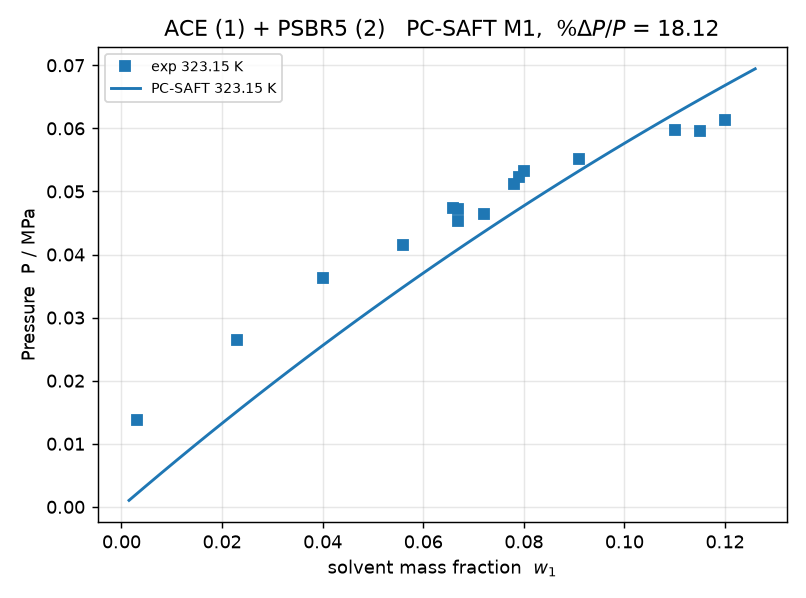 ACE (1) + PSBR5 (2)   PC-SAFT M1,  %ΔP/P = 18.12
exp 323.15 K
PC-SAFT 323.15 K
Pressure  P / MPa
0.07
0.06
0.05
0.04
0.03
0.02
0.01
0.00
0.00 0.02 0.04 0.06 0.08 0.10 0.12
solvent mass fraction  w₁